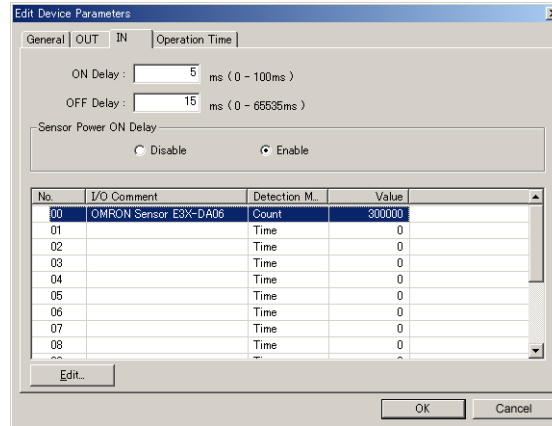 Edit Device Parameters
General OUT IN Operation Time
ON Delay : 5 ms ( 0 - 100ms )
OFF Delay : 15 ms ( 0 - 65535ms )
Sensor Power ON Delay
Disable Enable
No. I/O Comment Detection M... Value
00 OMRON Sensor E3X-DA06 Count 300000
01 Time 0
02 Time 0
03 Time 0
04 Time 0
05 Time 0
06 Time 0
07 Time 0
08 Time 0
Edit...
OK Cancel